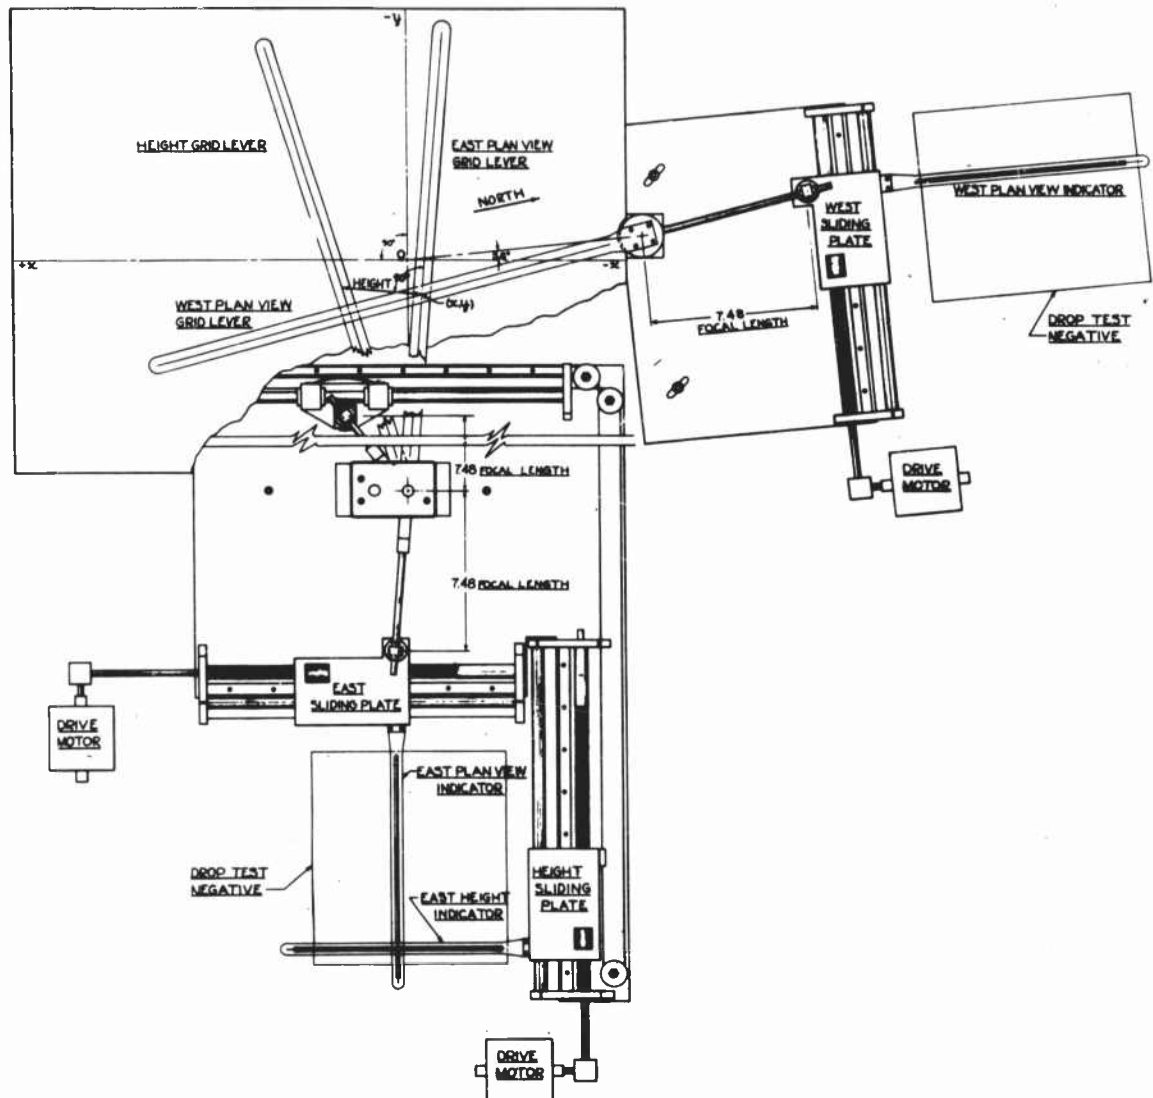 -y
HEIGHT GRID LEVER
EAST PLAN VIEW
GRID LEVER
NORTH
WEST PLAN VIEW INDICATOR
WEST
SLIDING
PLATE
O
+x
-x
HEIGHT
90°
(x,y)
WEST PLAN VIEW
GRID LEVER
7.48
FOCAL LENGTH
DROP TEST
NEGATIVE
7.48 FOCAL LENGTH
DRIVE
MOTOR
7.48 FOCAL LENGTH
EAST
SLIDING PLATE
DRIVE
MOTOR
EAST PLAN VIEW
INDICATOR
DROP TEST
NEGATIVE
EAST HEIGHT
INDICATOR
HEIGHT
SLIDING
PLATE
DRIVE
MOTOR